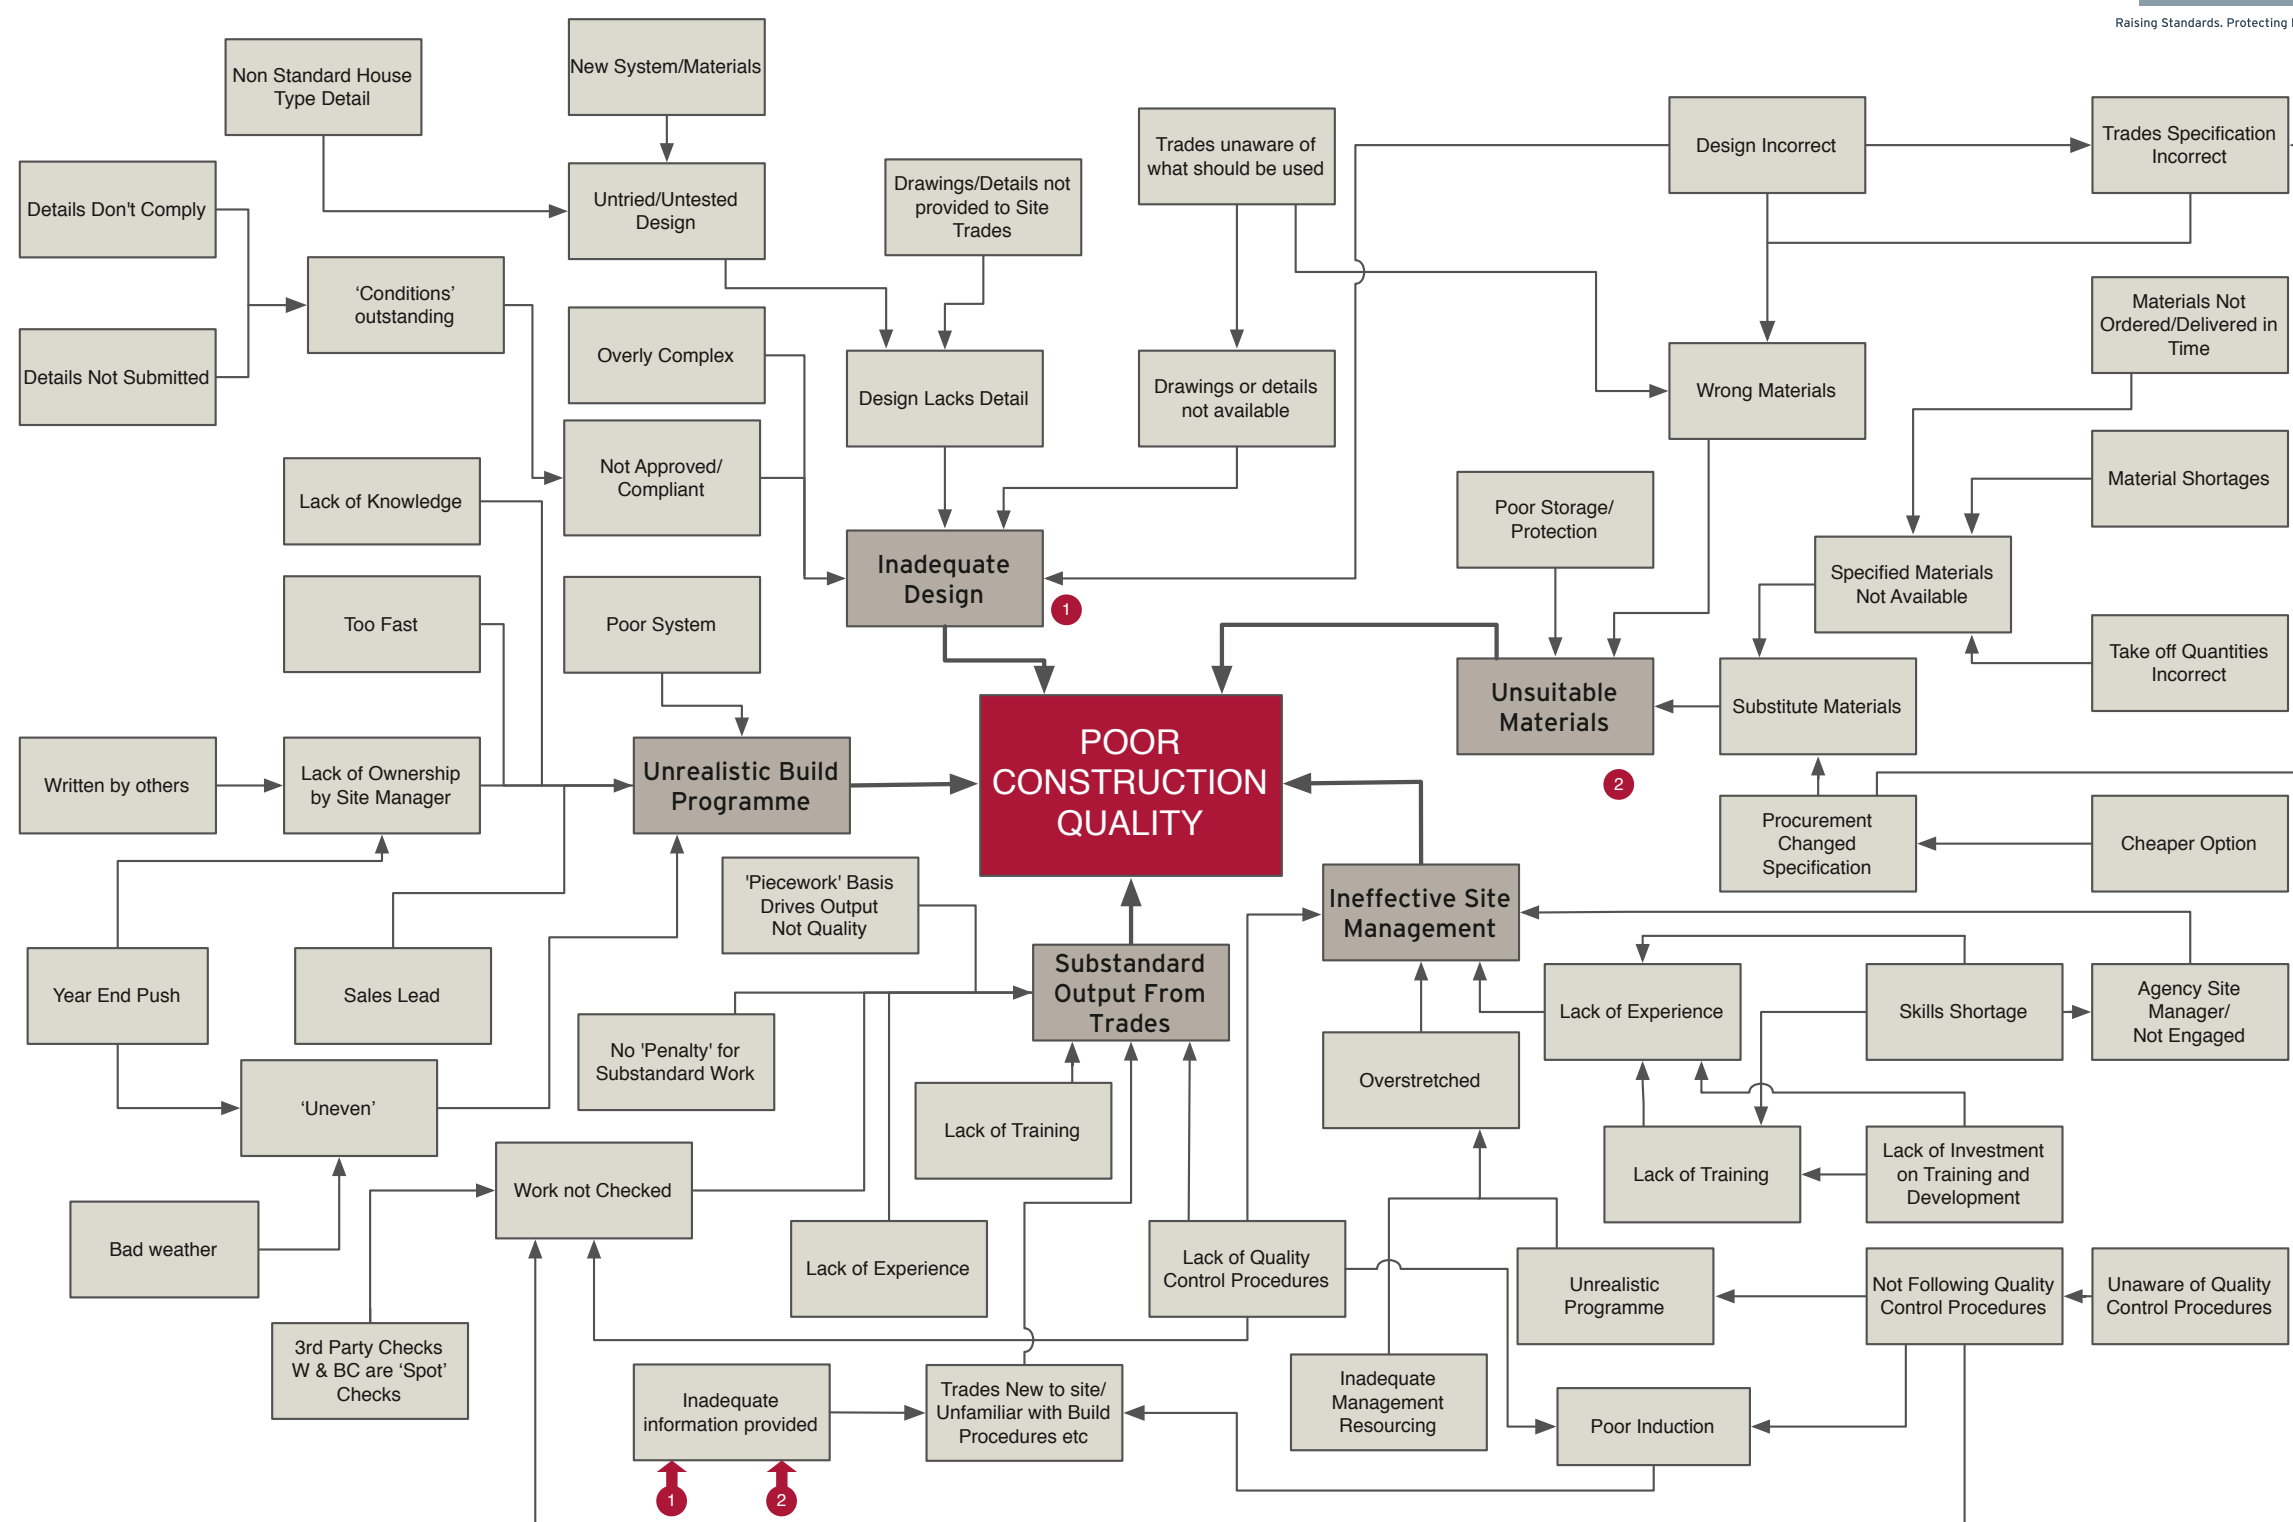 Raising Standards. Protecting
Non Standard House
Type Detail
New System/Materials
Details Don't Comply
Untried/Untested
Design
Drawings/Details not
provided to Site
Trades
Trades unaware of
what should be used
Design Incorrect
Trades Specification
Incorrect
'Conditions'
outstanding
Details Not Submitted
Overly Complex
Design Lacks Detail
Drawings or details
not available
Wrong Materials
Materials Not
Ordered/Delivered in
Time
Lack of Knowledge
Not Approved/
Compliant
Poor Storage/
Protection
Material Shortages
Inadequate
Design
1
Specified Materials
Not Available
Too Fast
Poor System
Take off Quantities
Incorrect
Unsuitable
Materials
2
Substitute Materials
Written by others
Lack of Ownership
by Site Manager
Unrealistic Build
Programme
POOR
CONSTRUCTION
QUALITY
Procurement
Changed
Specification
Cheaper Option
'Piecework' Basis
Drives Output
Not Quality
Ineffective Site
Management
Year End Push
Sales Lead
Substandard
Output From
Trades
Lack of Experience
Skills Shortage
Agency Site
Manager/
Not Engaged
No 'Penalty' for
Substandard Work
Overstretched
'Uneven'
Lack of Training
Lack of Training
Lack of Investment
on Training and
Development
Work not Checked
Bad weather
Lack of Experience
Lack of Quality
Control Procedures
Unrealistic
Programme
Not Following Quality
Control Procedures
Unaware of Quality
Control Procedures
3rd Party Checks
W & BC are 'Spot'
Checks
Inadequate
information provided
Trades New to site/
Unfamiliar with Build
Procedures etc
Inadequate
Management
Resourcing
Poor Induction
1
2